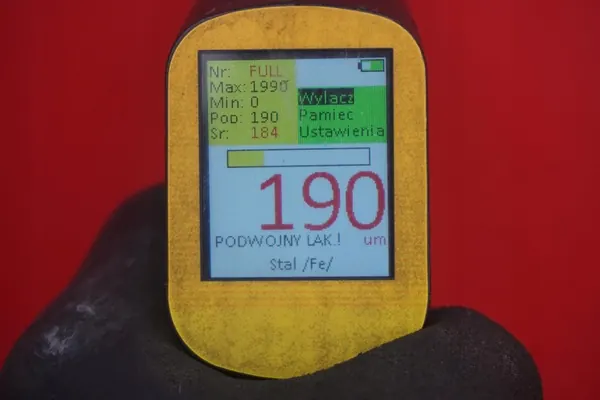 Nr: FULL
Max: 1990
Min: 0
Pop: 190
Sr: 184
Wylacz
Pamiec
Ustawienia
190
PODWOJNY LAK.! um
Stal /Fe/